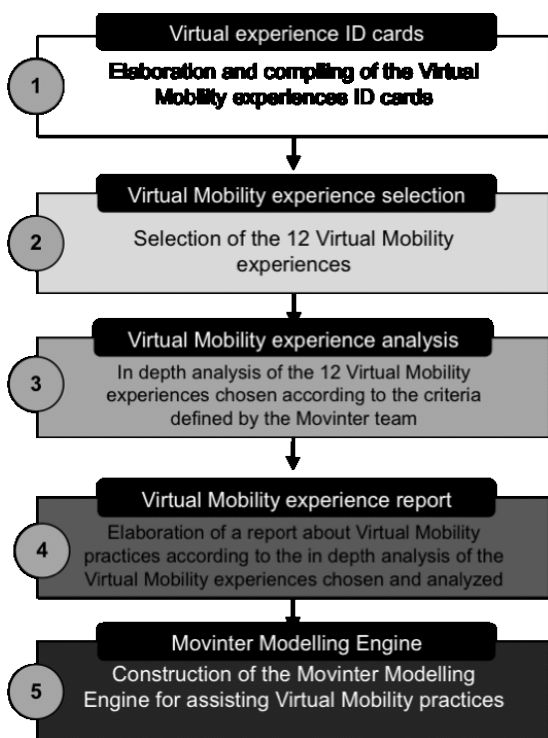 Virtual experience ID cards
1
Elaboration and compiling of the Virtual
Mobility experiences ID cards
Virtual Mobility experience selection
2
Selection of the 12 Virtual Mobility
experiences
Virtual Mobility experience analysis
3
In depth analysis of the 12 Virtual Mobility
experiences chosen according to the criteria
defined by the Movinter team
Virtual Mobility experience report
4
Elaboration of a report about Virtual Mobility
practices according to the in depth analysis of the
Virtual Mobility experiences chosen and analyzed
Movinter Modelling Engine
5
Construction of the Movinter Modelling
Engine for assisting Virtual Mobility practices